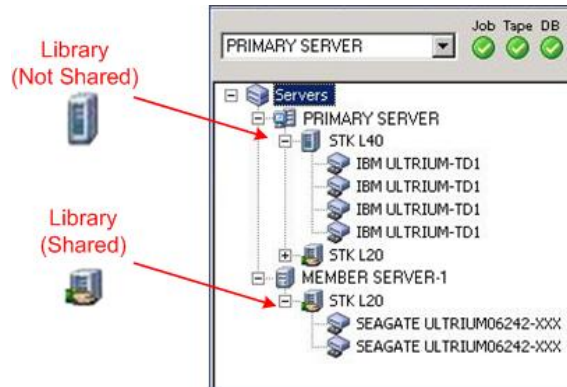 Library
(Not Shared)
Library
(Shared)
PRIMARY SERVER
Job Tape DB
Servers
PRIMARY SERVER
STK L40
IBM ULTRIUM-TD1
IBM ULTRIUM-TD1
IBM ULTRIUM-TD1
IBM ULTRIUM-TD1
STK L20
MEMBER SERVER-1
STK L20
SEAGATE ULTRIUM06242-XXX
SEAGATE ULTRIUM06242-XXX